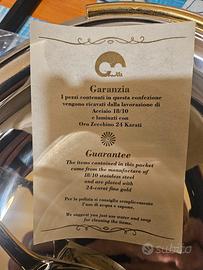 Garanzia
I pezzi contenuti in questa confezione
vengono ricavati dalla lavorazione di
Acciaio 18/10
e luminati con
Oro Zecchino 24 Karati
Guarantee
The items contained in this packet
came from the manufacture of
18/10 stainless steel
and are plated with
24-carat fine gold
Per la pulizia si consiglia semplicemente
l'uso di acqua e sapone.
We suggest you just use water and soap
for cleaning the items.
subito